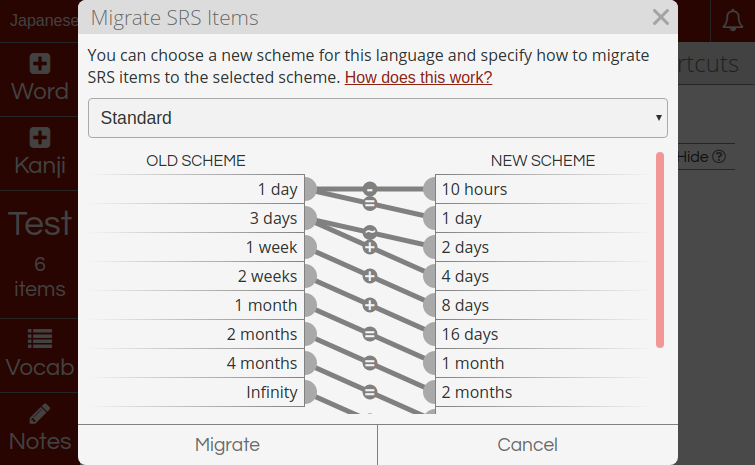 Japanese
Word
Kanji
Test
6
items
Vocab
Notes
rtcuts
Hide
Migrate SRS Items
You can choose a new scheme for this language and specify how to migrate
SRS items to the selected scheme. How does this work?
Standard
OLD SCHEME NEW SCHEME
1 day - 10 hours
= 
3 days 1 day
~
1 week + 2 days
2 weeks + 4 days
1 month + 8 days
2 months = 16 days
4 months = 1 month
Infinity = 2 months
Migrate Cancel